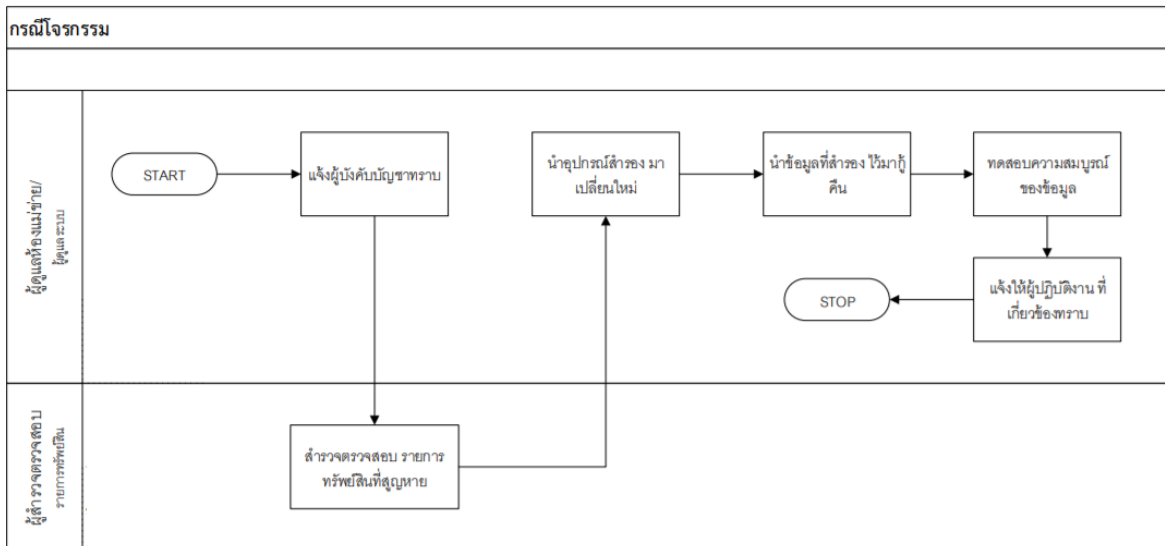 กรณีโจรกรรม
ผู้ดูแลห้องแม่ข่าย/
ผู้ดูแลระบบ
START
แจ้งผู้บังคับบัญชาทราบ
นำอุปกรณ์สำรอง มา
เปลี่ยนใหม่
นำข้อมูลที่สำรอง ไว้มากู้
คืน
ทดสอบความสมบูรณ์
ของข้อมูล
แจ้งให้ผู้ปฏิบัติงาน ที่
เกี่ยวข้องทราบ
STOP
ผู้สำรวจตรวจสอบ
รายการทรัพย์สิน
สำรวจตรวจสอบ รายการ
ทรัพย์สินที่สูญหาย